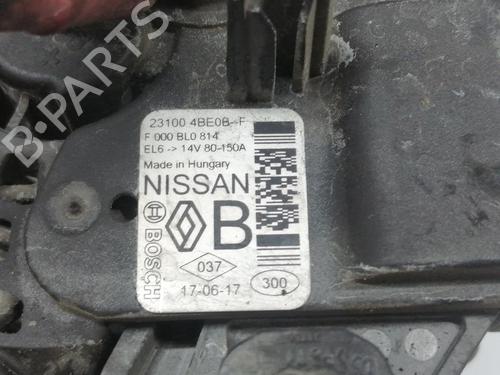 23100 4BE0B--F
F 000 BL0 814
EL6 -> 14V 80-150A
Made in Hungary
NISSAN
BOSCH
B
037
17-06-17
300
B-PARTS